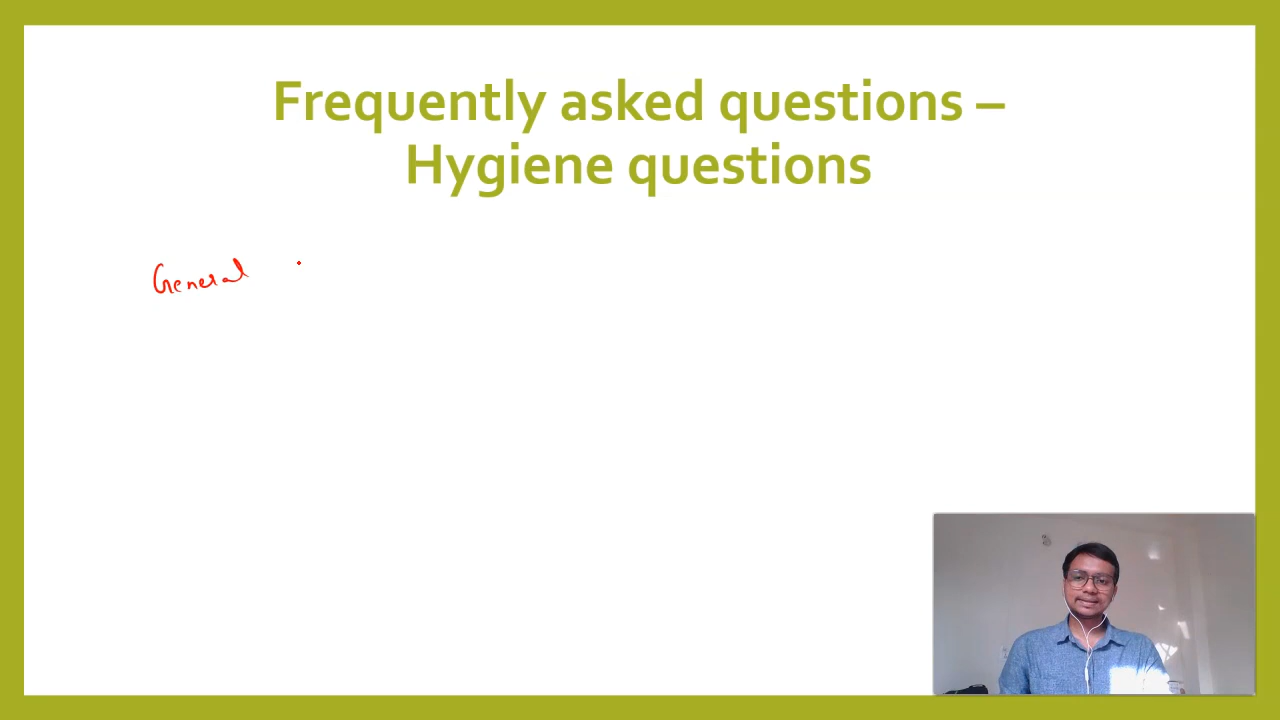 Frequently asked questions –
Hygiene questions
General